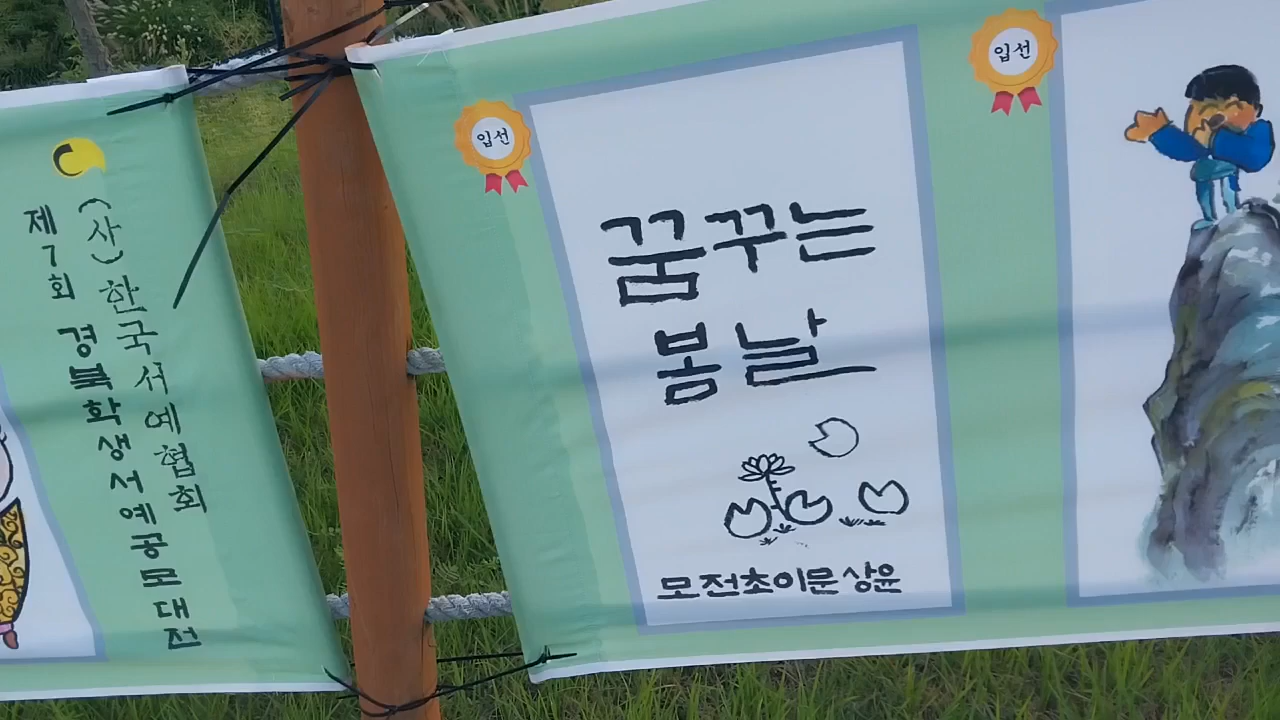 (사)한국서예협회
제7회 경북학생서예공모대전
입선
꿈꾸는
봄날
모전초이문상윤
입선